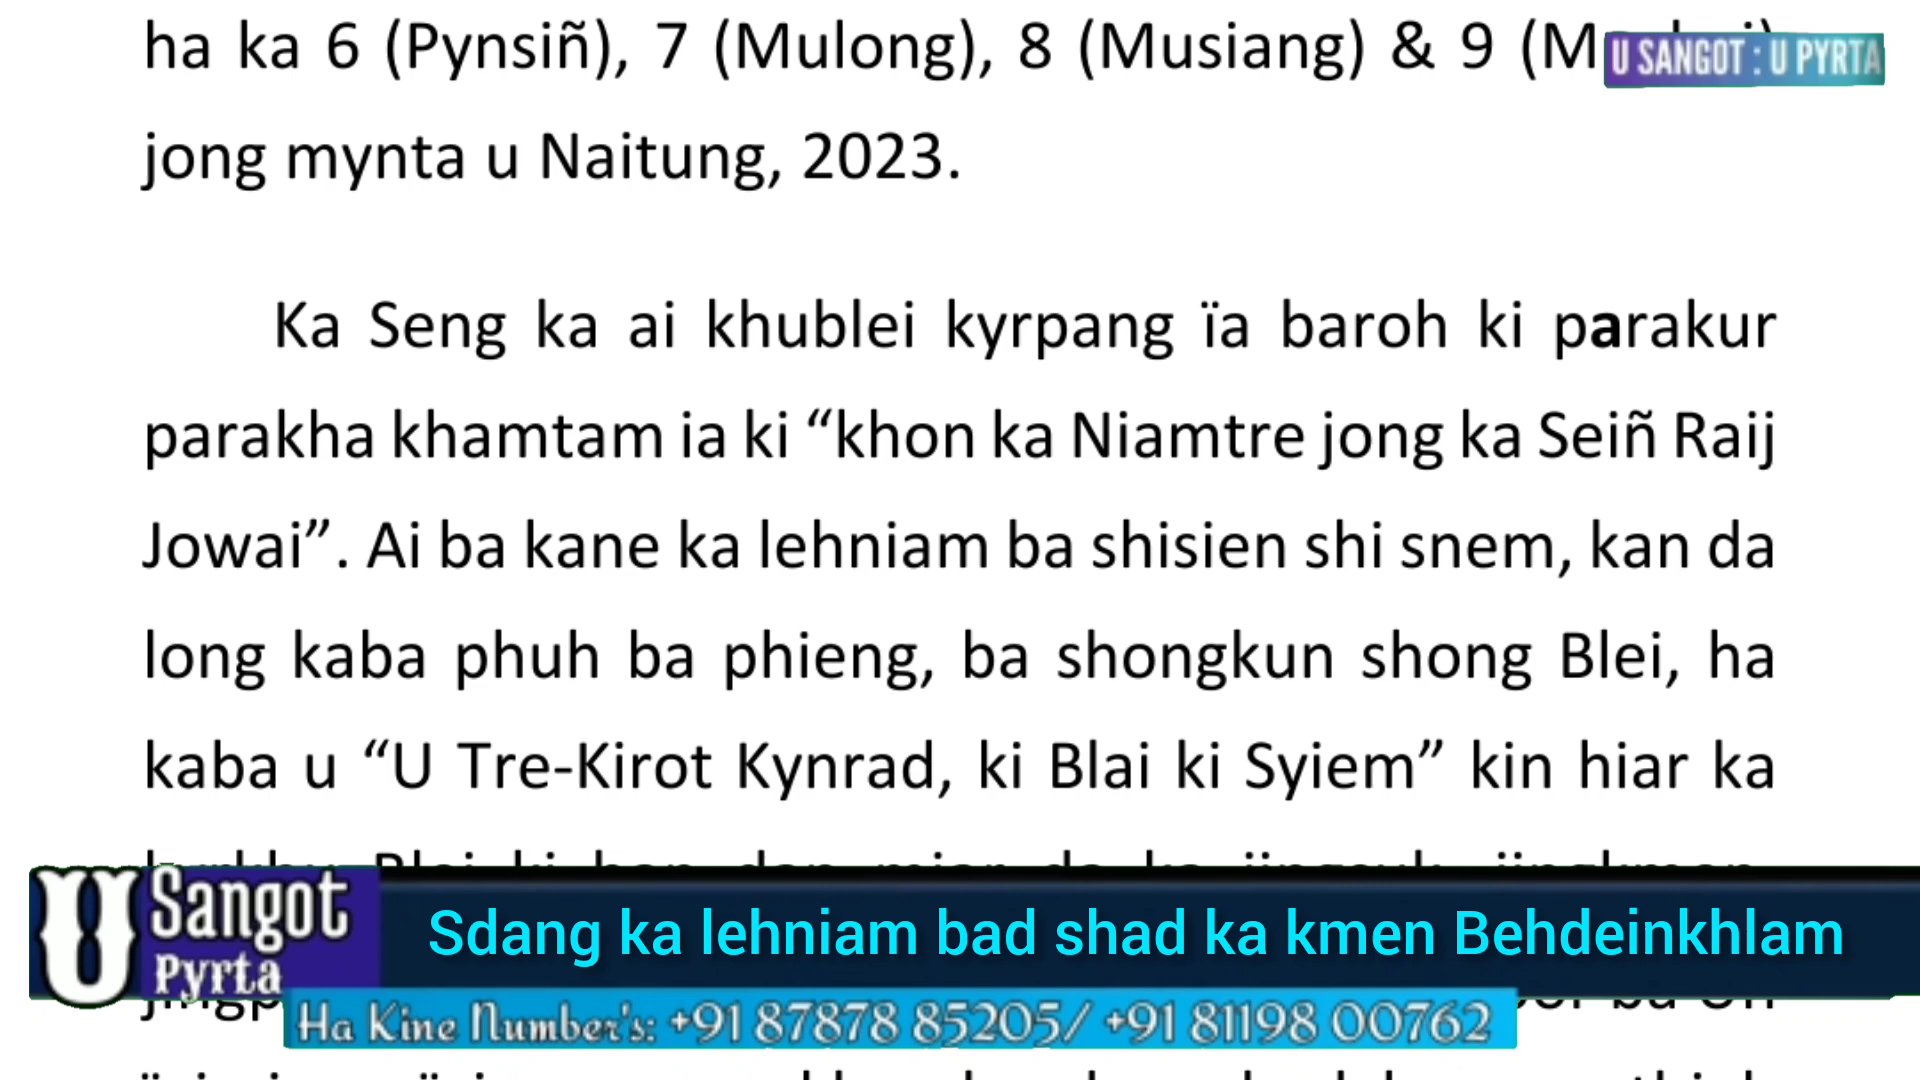 ha ka 6 (Pynsiñ), 7 (Mulong), 8 (Musiang) & 9 
U SANGOT : U PYRTA
jong mynta u Naitung, 2023.
Ka Seng ka ai khublei kyrpang ïa baroh ki parakur
parakha khamtam ia ki “khon ka Niamtre jong ka Seiñ Raij
Jowai”. Ai ba kane ka lehniam ba shisien shi snem, kan da
long kaba phuh ba phieng, ba shongkun shong Blei, ha
kaba u “U Tre-Kirot Kynrad, ki Blai ki Syiem” kin hiar ka
U Sangot Pyrta
Sdang ka lehniam bad shad ka kmen Behdeinkhlam
Ha Kine Number's: +91 87878 85205/ +91 81198 00762